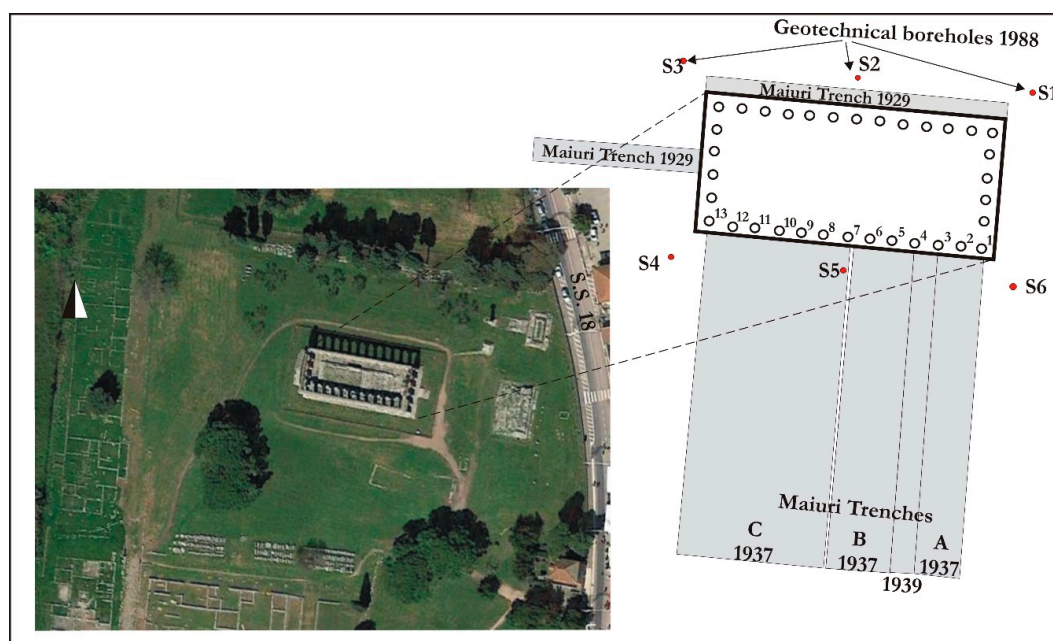 Geotechnical boreholes 1988
S3
S2
S1
Maiuri Trench 1929
Maiuri Trench 1929
13 12 11 10 9 8 7 6 5 4 3 2 1
S4
S5
S6
S.S. 18
Maiuri Trenches
C
1937
B
1937
A
1937
1939